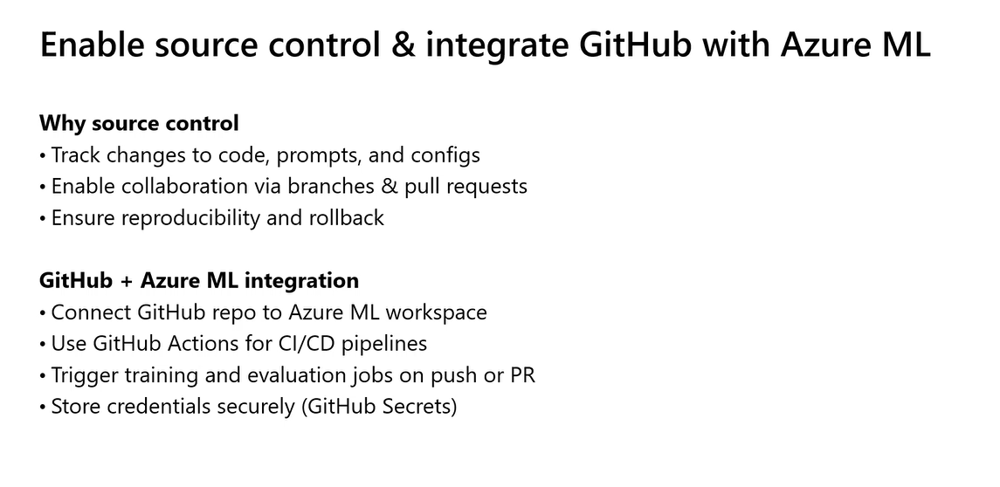 Enable source control & integrate GitHub with Azure ML
Why source control
• Track changes to code, prompts, and configs
• Enable collaboration via branches & pull requests
• Ensure reproducibility and rollback
GitHub + Azure ML integration
• Connect GitHub repo to Azure ML workspace
• Use GitHub Actions for CI/CD pipelines
• Trigger training and evaluation jobs on push or PR
• Store credentials securely (GitHub Secrets)